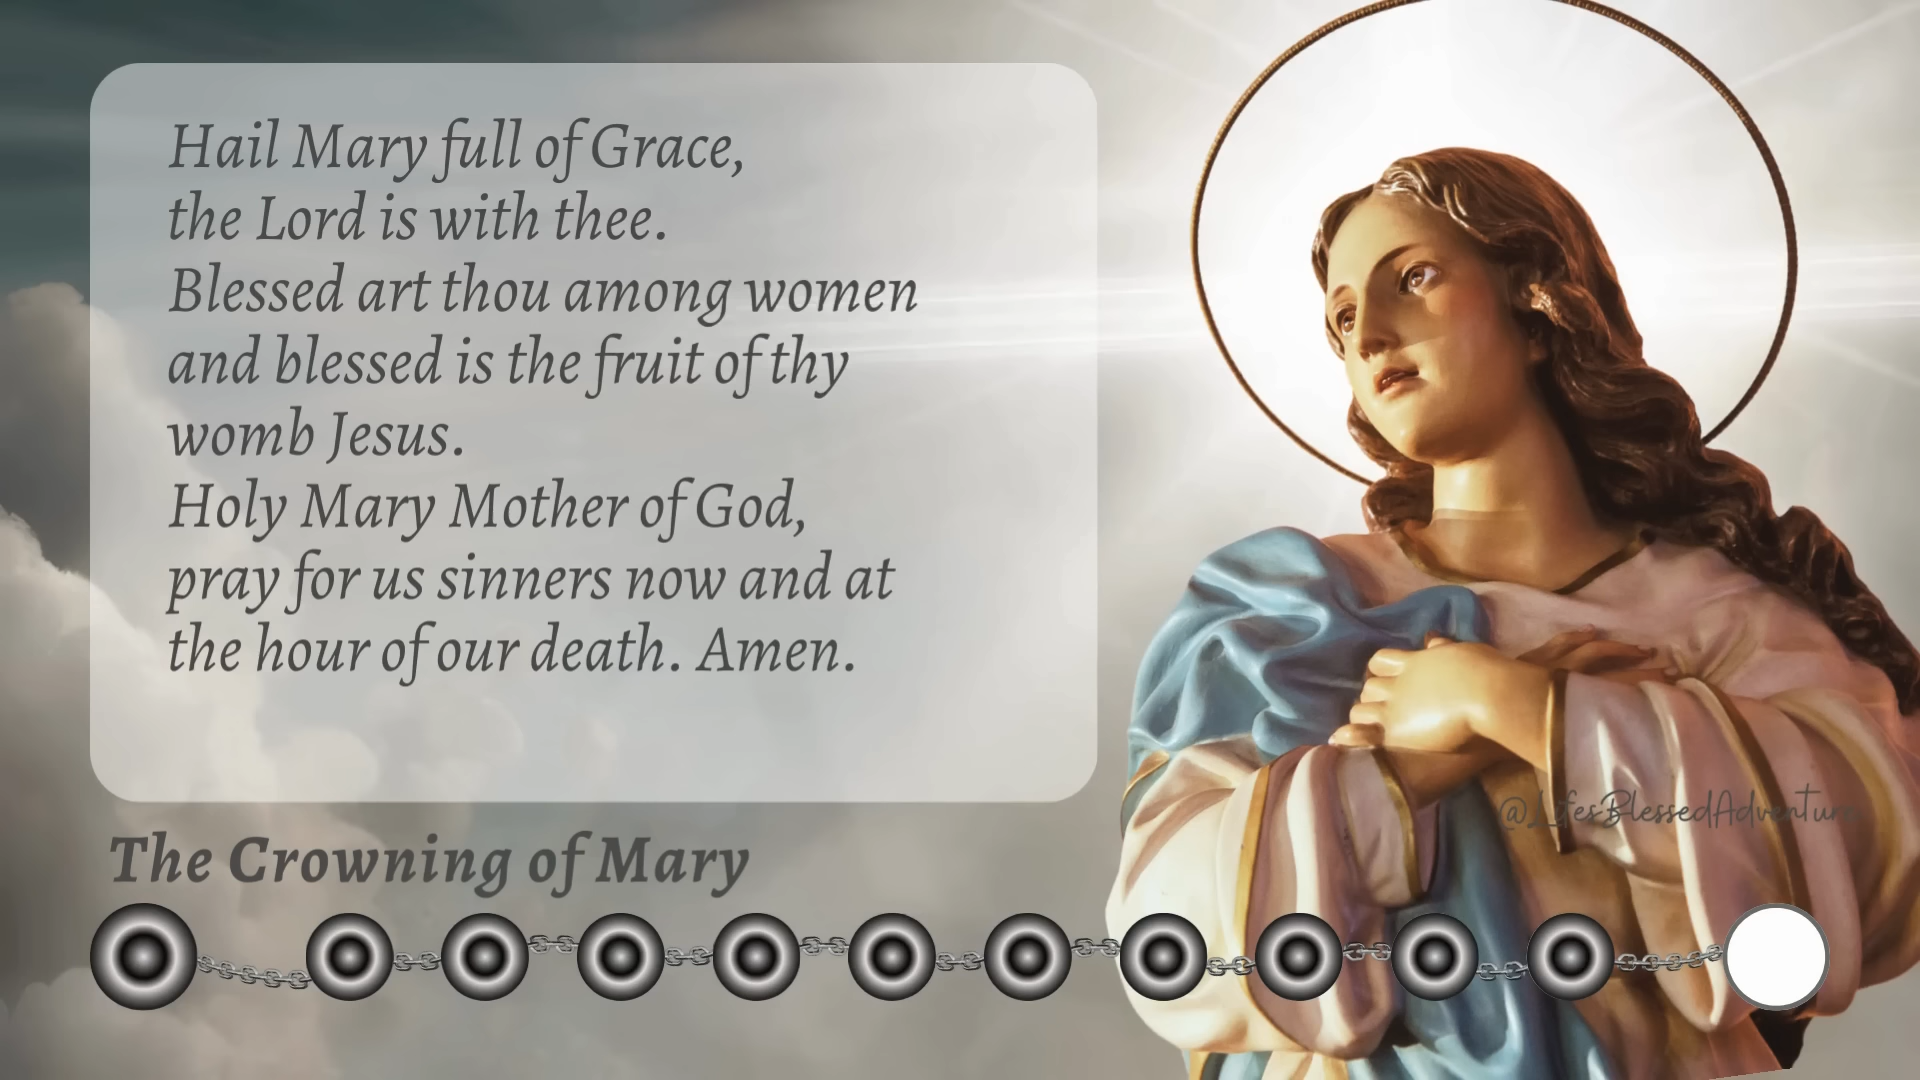 Hail Mary full of Grace,
the Lord is with thee.
Blessed art thou among women
and blessed is the fruit of thy
womb Jesus.
Holy Mary Mother of God,
pray for us sinners now and at
the hour of our death. Amen.
@LifesBlessedAdventure
The Crowning of Mary